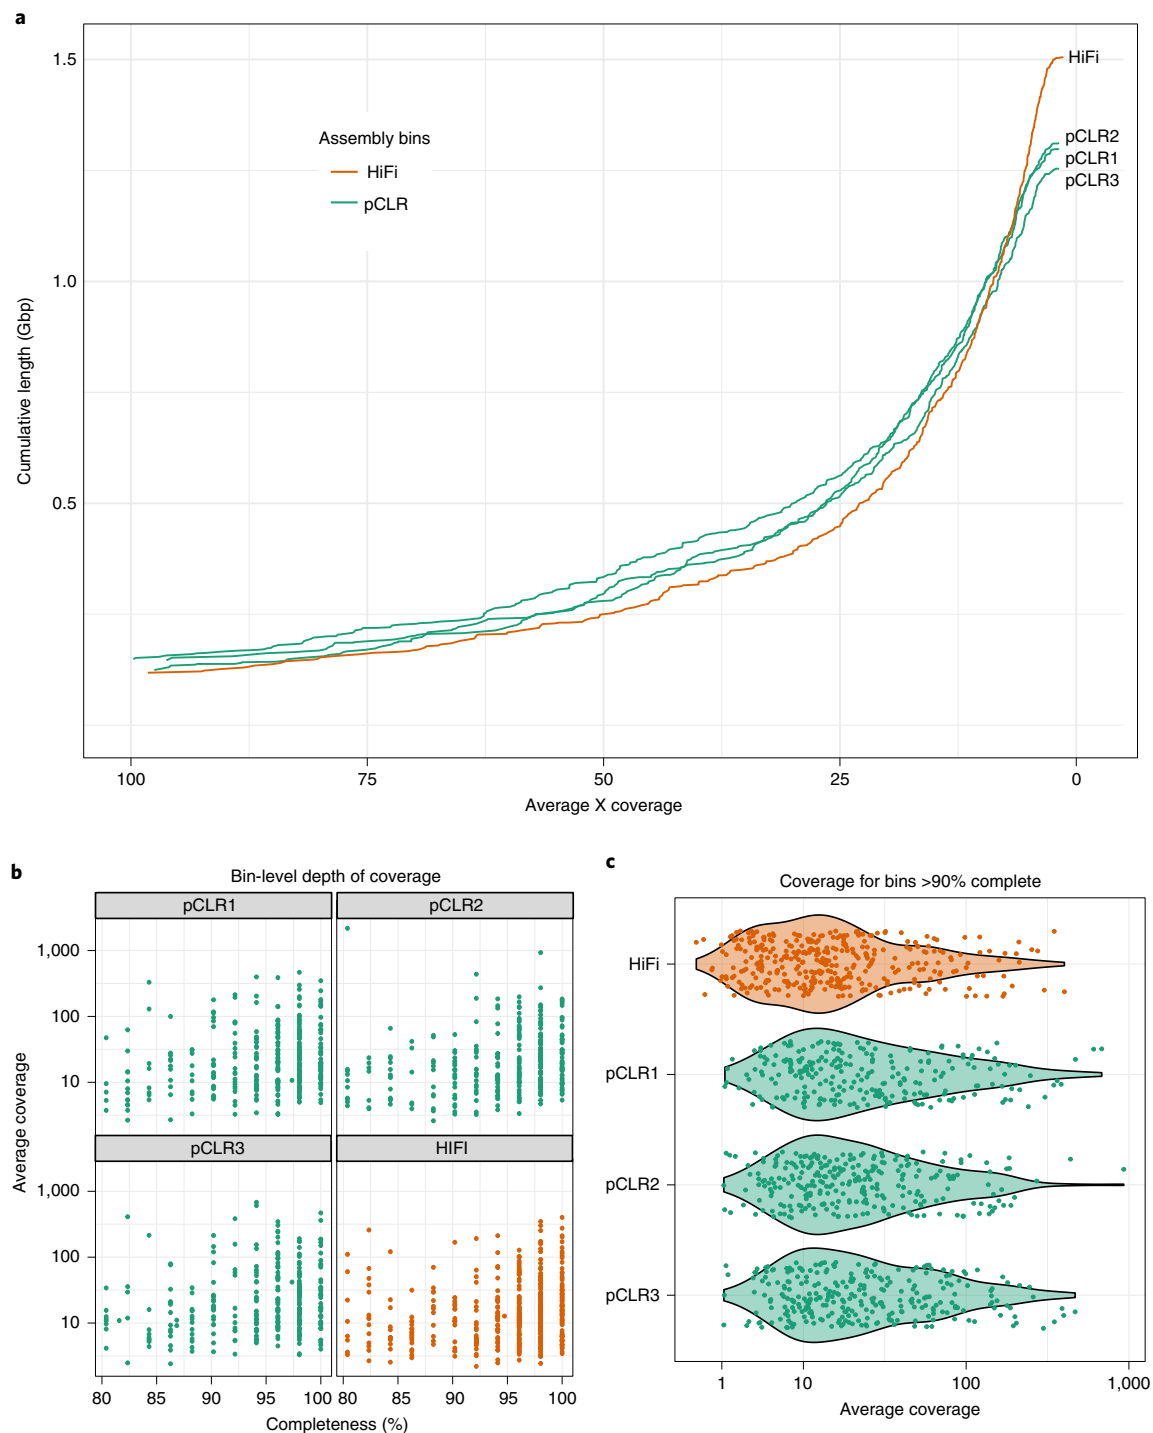 a
1.5
1.0
0.5
Cumulative length (Gbp)
Assembly bins
HiFi
pCLR
HiFi
pCLR2
pCLR1
pCLR3
100 75 50 25 0
Average X coverage
b
Bin-level depth of coverage
pCLR1 pCLR2
1,000
100
10
Average coverage
pCLR3 HIFI
1,000
100
10
80 85 90 95 100 80 85 90 95 100
Completeness (%)
c
Coverage for bins >90% complete
HiFi
pCLR1
pCLR2
pCLR3
1 10 100 1,000
Average coverage